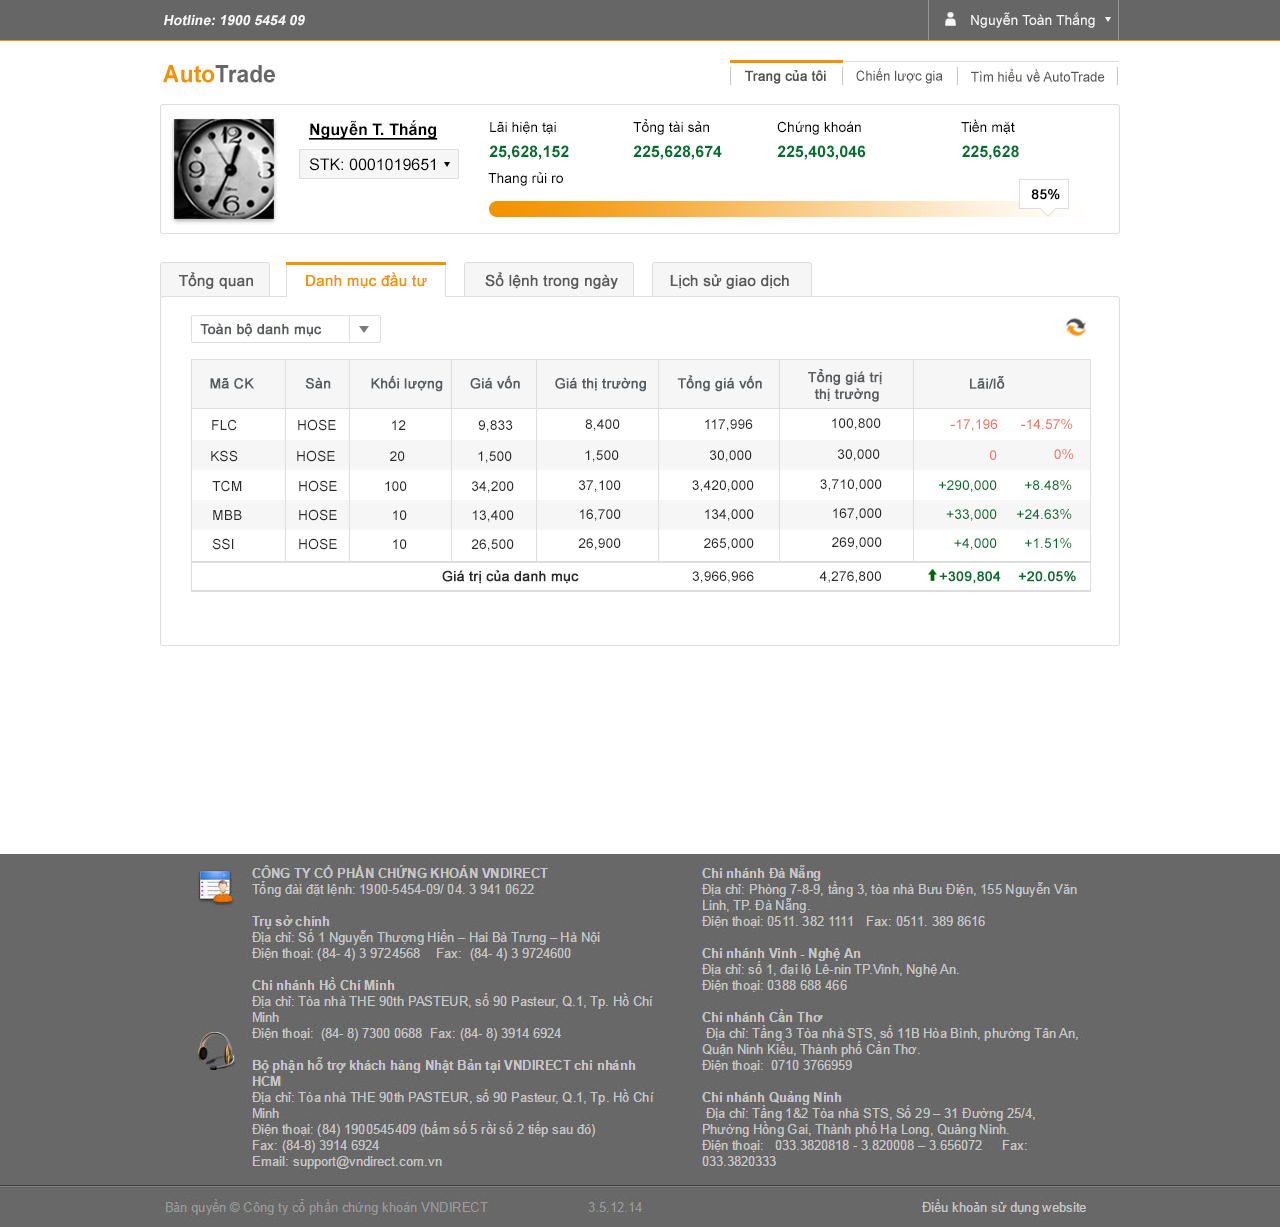 Hotline: 1900 5454 09
Nguyễn Toàn Thắng
AutoTrade
Trang của tôi
Chiến lược gia
Tìm hiểu về AutoTrade
Nguyễn T. Thắng
STK: 0001019651
Lãi hiện tại
Tổng tài sản
Chứng khoán
Tiền mặt
25,628,152
225,628,674
225,403,046
225,628
Thang rủi ro
85%
Tổng quan
Danh mục đầu tư
Sổ lệnh trong ngày
Lịch sử giao dịch
Toàn bộ danh mục
Mã CK Sàn Khối lượng Giá vốn Giá thị trường Tổng giá vốn Tổng giá trị
thị trường Lãi/lỗ
FLC HOSE 12 9,833 8,400 117,996 100,800 -17,196 -14.57%
KSS HOSE 20 1,500 1,500 30,000 30,000 0 0%
TCM HOSE 100 34,200 37,100 3,420,000 3,710,000 +290,000 +8.48%
MBB HOSE 10 13,400 16,700 134,000 167,000 +33,000 +24.63%
SSI HOSE 10 26,500 26,900 265,000 269,000 +4,000 +1.51%
Giá trị của danh mục 3,966,966 4,276,800 +309,804 +20.05%
CÔNG TY CỔ PHẦN CHỨNG KHOÁN VNDIRECT
Tổng đài đặt lệnh: 1900-5454-09/ 04. 3 941 0622
Trụ sở chính
Địa chỉ: Số 1 Nguyễn Thượng Hiền – Hai Bà Trưng – Hà Nội
Điện thoại: (84- 4) 3 9724568 Fax: (84- 4) 3 9724600
Chi nhánh Hồ Chí Minh
Địa chỉ: Tòa nhà THE 90th PASTEUR, số 90 Pasteur, Q.1, Tp. Hồ Chí
Minh
Điện thoại: (84- 8) 7300 0688 Fax: (84- 8) 3914 6924
Bộ phận hỗ trợ khách hàng Nhật Bản tại VNDIRECT chi nhánh
HCM
Địa chỉ: Tòa nhà THE 90th PASTEUR, số 90 Pasteur, Q.1, Tp. Hồ Chí
Minh
Điện thoại: (84) 1900545409 (bấm số 5 rồi số 2 tiếp sau đó)
Fax: (84-8) 3914 6924
Email: support@vndirect.com.vn
Chi nhánh Đà Nẵng
Địa chỉ: Phòng 7-8-9, tầng 3, tòa nhà Bưu Điện, 155 Nguyễn Văn
Linh, TP. Đà Nẵng.
Điện thoại: 0511. 382 1111 Fax: 0511. 389 8616
Chi nhánh Vinh - Nghệ An
Địa chỉ: số 1, đại lộ Lê-nin TP.Vinh, Nghệ An.
Điện thoại: 0388 688 466
Chi nhánh Cần Thơ
Địa chỉ: Tầng 3 Tòa nhà STS, số 11B Hòa Bình, phường Tân An,
Quận Ninh Kiều, Thành phố Cần Thơ.
Điện thoại: 0710 3766959
Chi nhánh Quảng Ninh
Địa chỉ: Tầng 1&2 Tòa nhà STS, Số 29 – 31 Đường 25/4,
Phường Hồng Gai, Thành phố Hạ Long, Quảng Ninh.
Điện thoại: 033.3820818 - 3.820008 – 3.656072 Fax:
033.3820333
Bản quyền © Công ty cổ phần chứng khoán VNDIRECT
3.5.12.14
Điều khoản sử dụng website